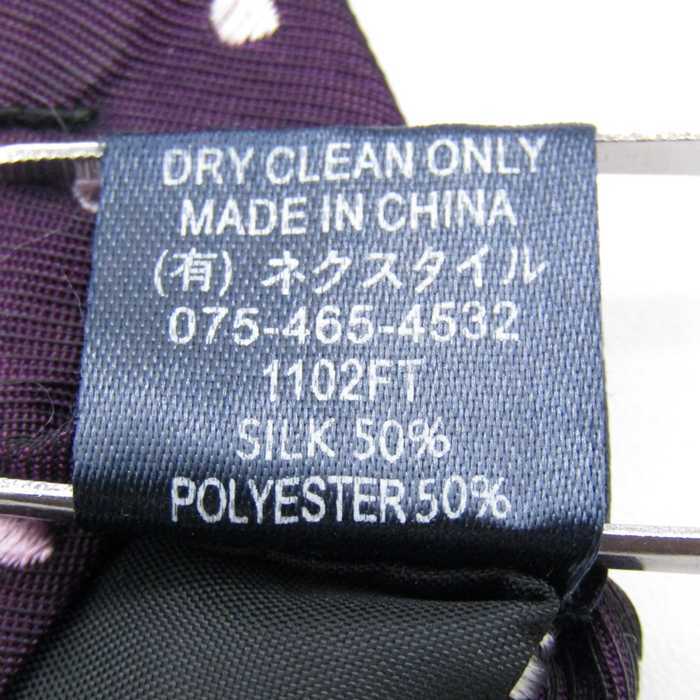 DRY CLEAN ONLY
MADE IN CHINA
(有) ネクスタイル
075-465-4532
1102FT
SILK 50%
POLYESTER 50%